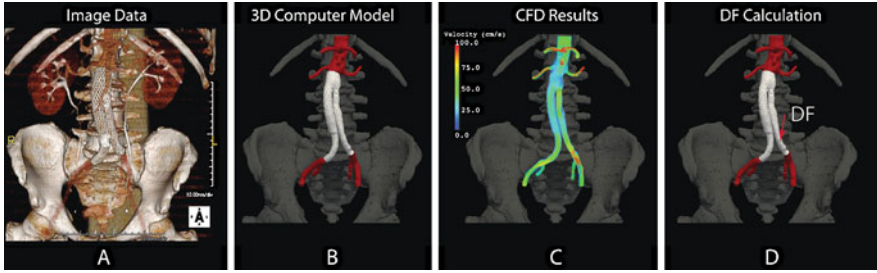 Image Data
3D Computer Model
CFD Results
DF Calculation
Velocity (cm/s)
100.0
75.0
50.0
25.0
0.0
DF
A
A
B
C
D